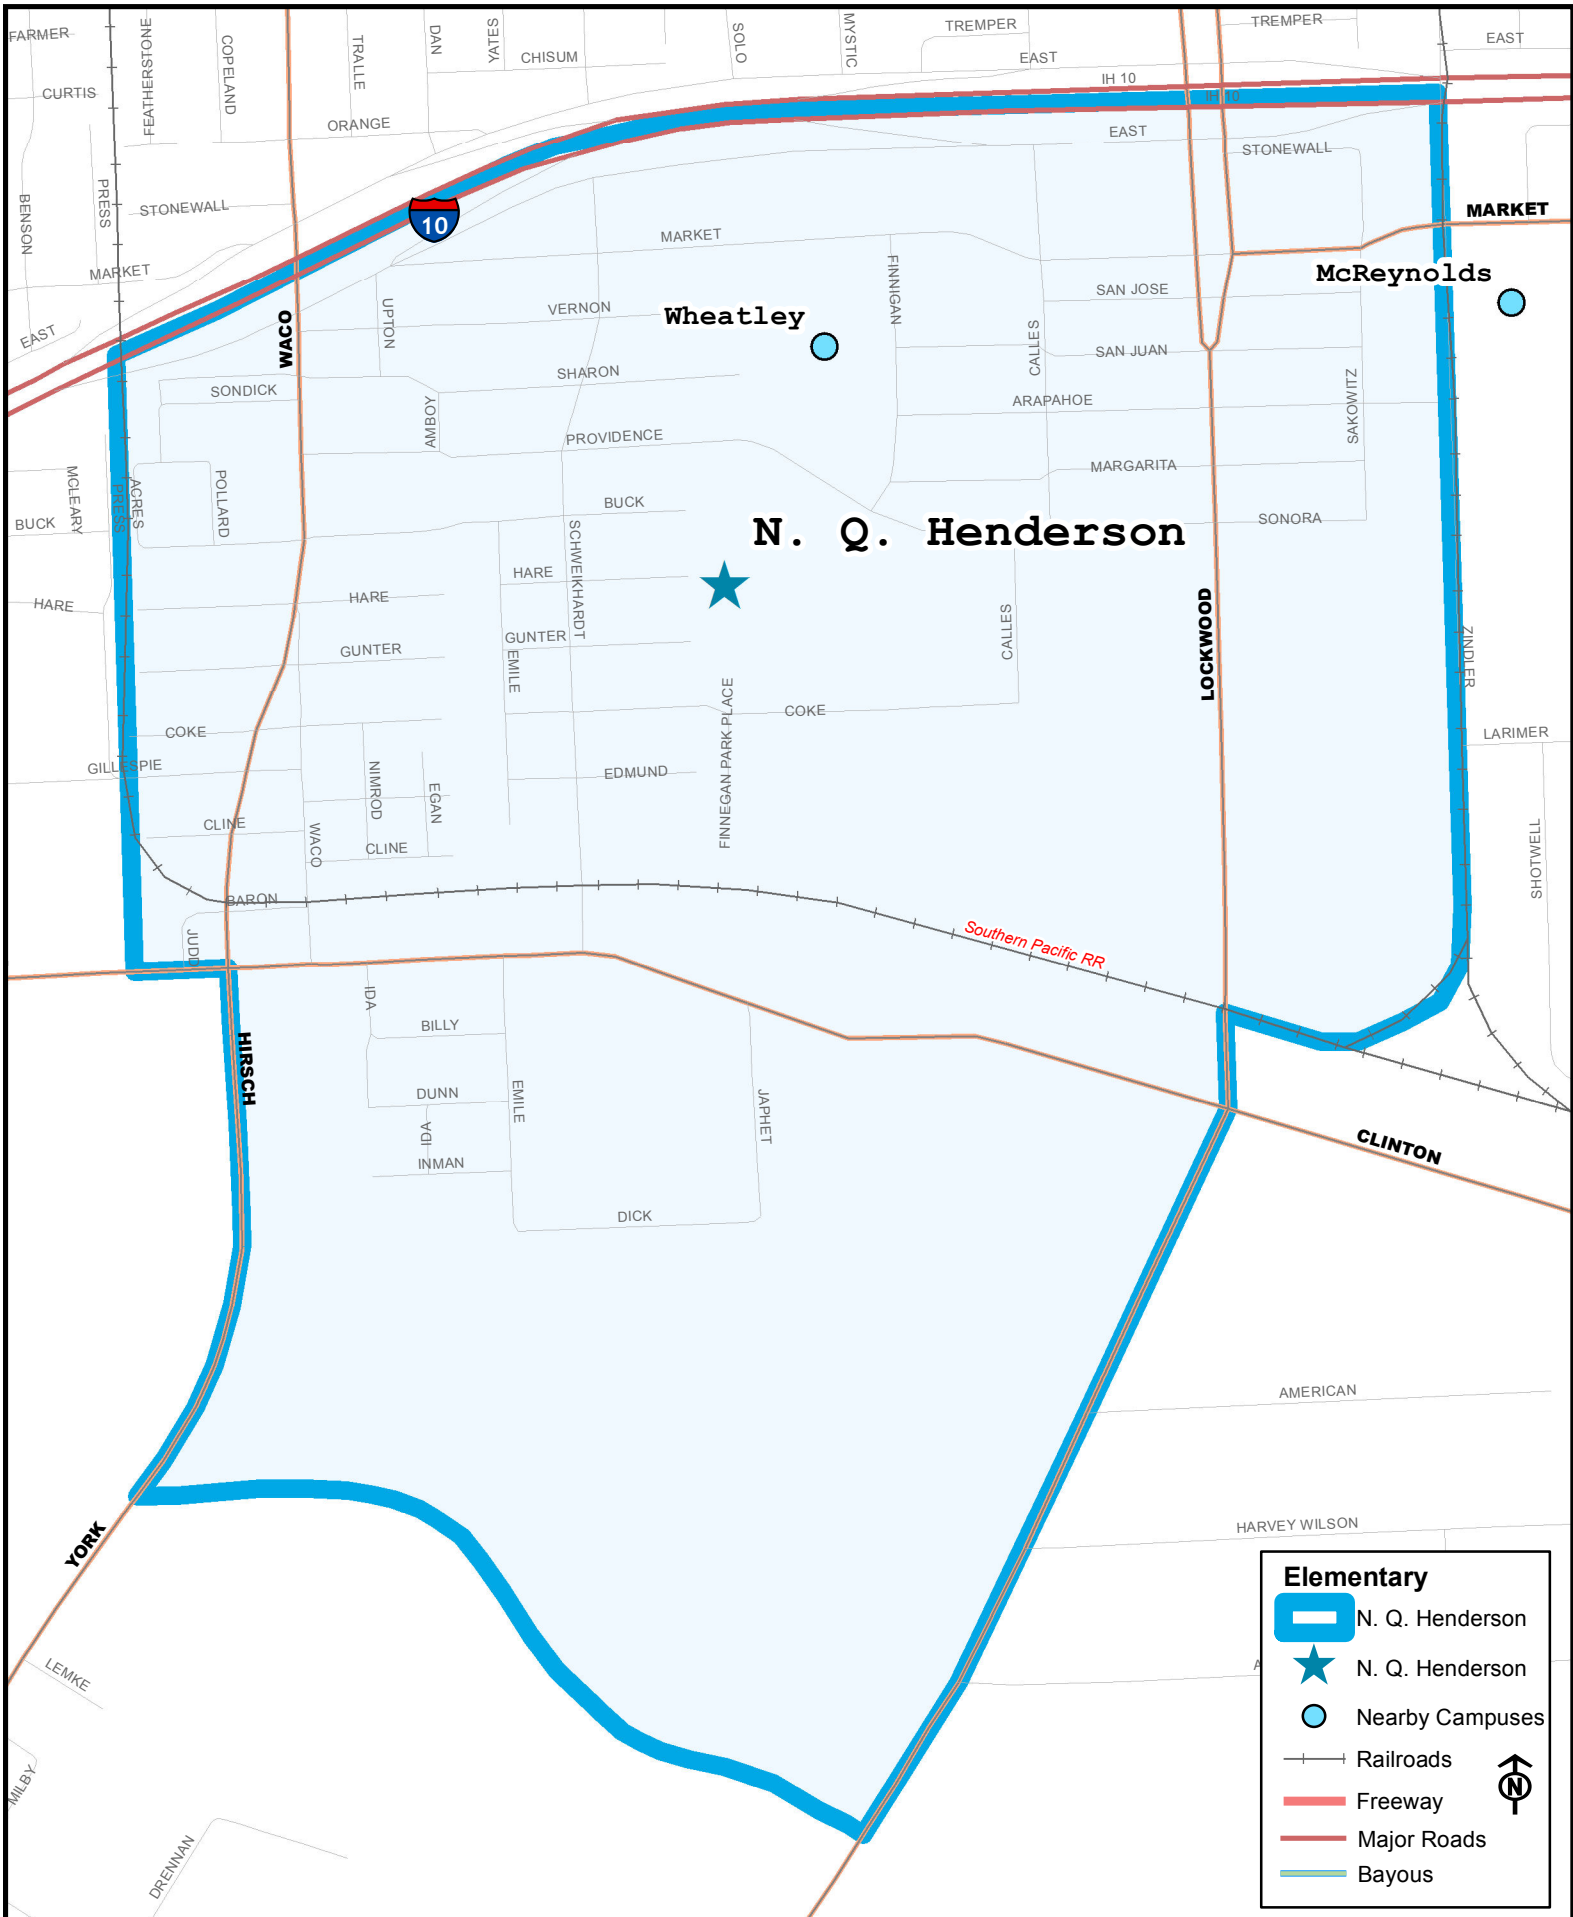 FARMER
FEATHERSTONE
COPELAND
TRALLE
DAN
YATES
CHISUM
SOLO
MYSTIC
TREMPER
TREMPER
EAST
EAST
IH 10
IH 10
CURTIS
ORANGE
EAST
STONEWALL
BENSON
PRESS
STONEWALL
10
MARKET
MARKET
MARKET
FINNIGAN
SAN JOSE
McReynolds
EAST
WACO
UPTON
VERNON
Wheatley
CALLES
SAN JUAN
SONDICK
SHARON
ARAPAHOE
SAKOWITZ
AMBOY
PROVIDENCE
MARGARITA
MCLEARY
PRESS
ACRES
POLLARD
BUCK
BUCK
SONORA
N. Q. Henderson
SCHWEIKHARDT
HARE
HARE
HARE
GUNTER
GUNTER
EMILE
CALLES
LOCKWOOD
ZINDLER
FINNEGAN PARK PLACE
COKE
COKE
LARIMER
GILLESPIE
NIMROD
EGAN
EDMUND
CLINE
WACO
CLINE
SHOTWELL
BARON
JUDD
Southern Pacific RR
IDA
BILLY
HIRSCH
DUNN
IDA
EMILE
JAPHET
INMAN
CLINTON
DICK
AMERICAN
YORK
HARVEY WILSON
LEMKE
MILBY
DRENNAN
Elementary
N. Q. Henderson
N. Q. Henderson
Nearby Campuses
Railroads
N
Freeway
Major Roads
Bayous